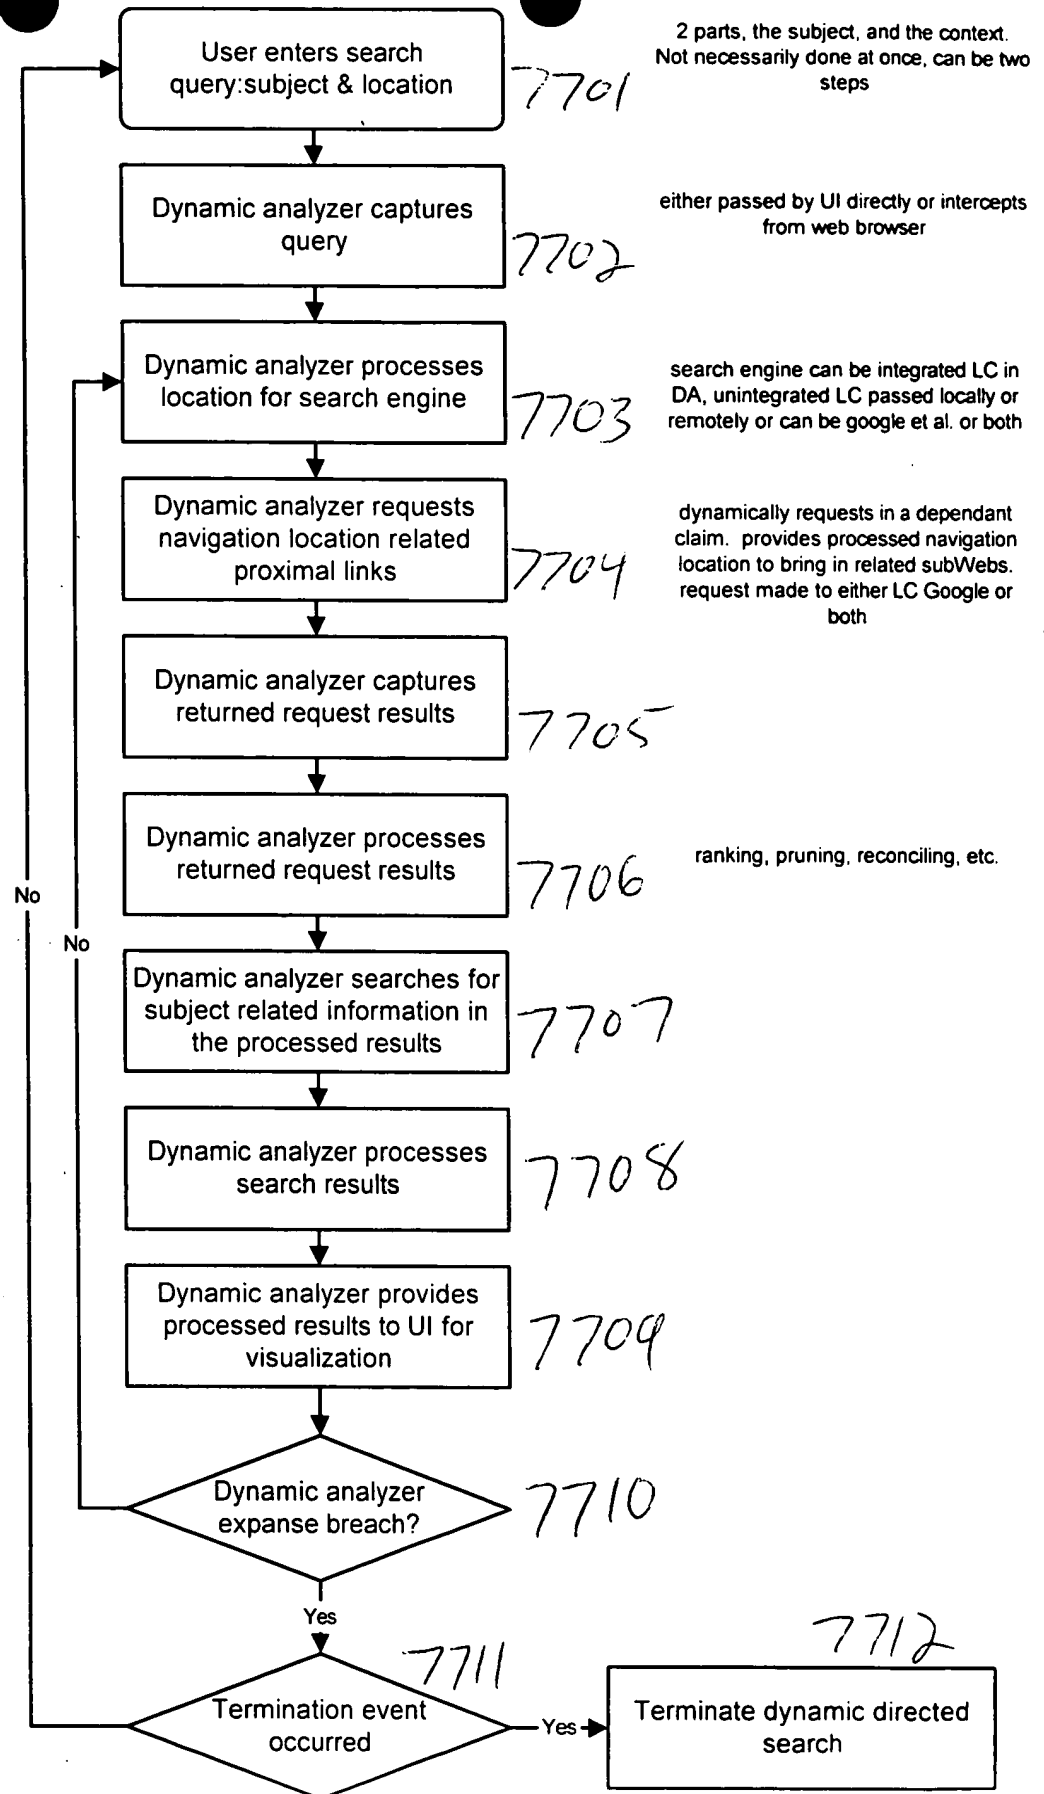 User enters search
query:subject & location
7701
2 parts, the subject, and the context.
Not necessarily done at once, can be two
steps
Dynamic analyzer captures
query
7702
either passed by UI directly or intercepts
from web browser
Dynamic analyzer processes
location for search engine
7703
search engine can be integrated LC in
DA, unintegrated LC passed locally or
remotely or can be google et al. or both
Dynamic analyzer requests
navigation location related
proximal links
7704
dynamically requests in a dependant
claim. provides processed navigation
location to bring in related subWebs.
request made to either LC Google or
both
Dynamic analyzer captures
returned request results
7705
Dynamic analyzer processes
returned request results
7706
ranking, pruning, reconciling, etc.
No
No
Dynamic analyzer searches for
subject related information in
the processed results
7707
Dynamic analyzer processes
search results
7708
Dynamic analyzer provides
processed results to UI for
visualization
7709
Dynamic analyzer
expanse breach?
7710
Yes
7711
Termination event
occurred
Yes
7712
Terminate dynamic directed
search